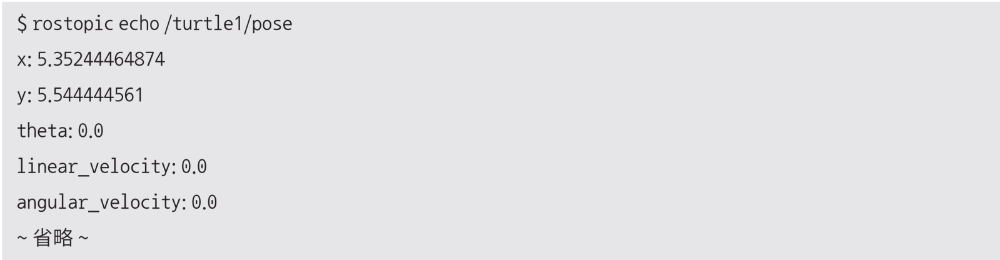 $ rostopic echo /turtle1/pose
x: 5.35244464874
y: 5.544444561
theta: 0.0
linear_velocity: 0.0
angular_velocity: 0.0
~ 省略 ~